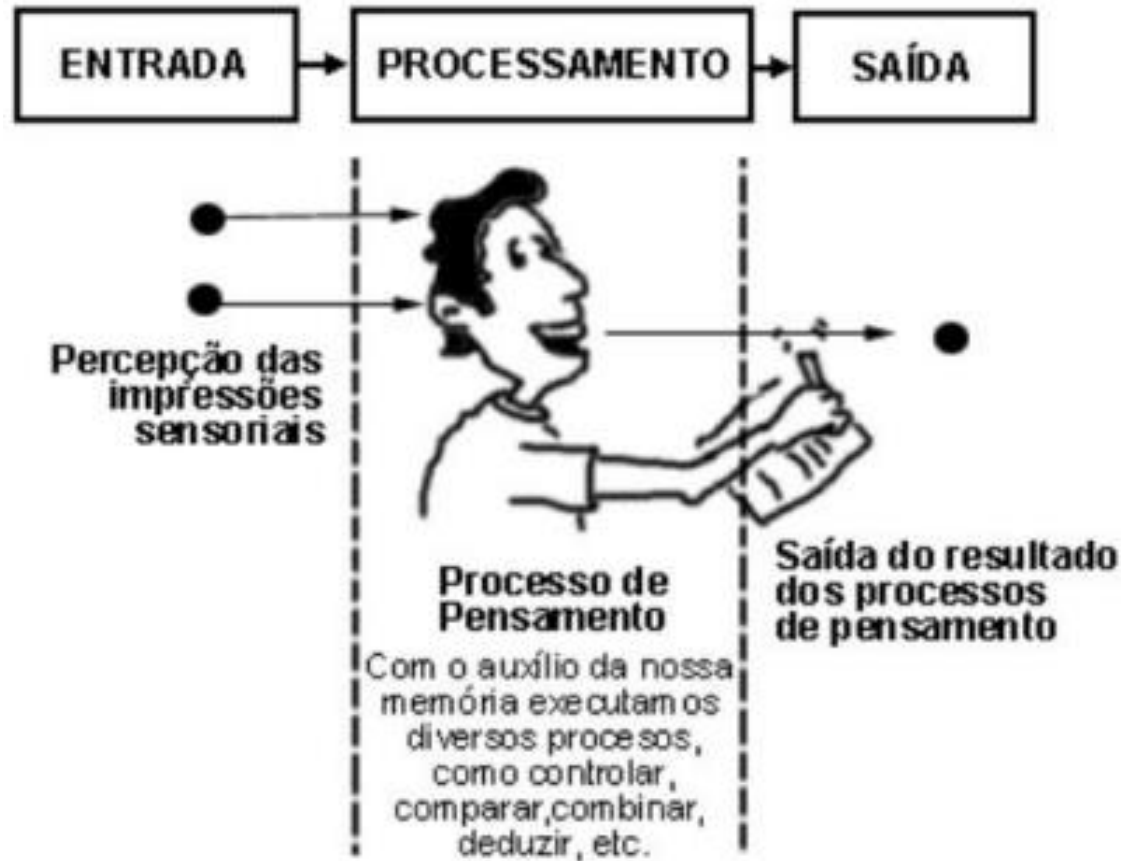 ENTRADA
PROCESSAMENTO
SAÍDA
Percepção das
impressões
sensoriais
Processo de
Pensamento
Com o auxílio da nossa
memória executamos
diversos procesos,
como controlar,
comparar,combinar,
deduzir, etc.
Saída do resultado
dos processos
de pensamento